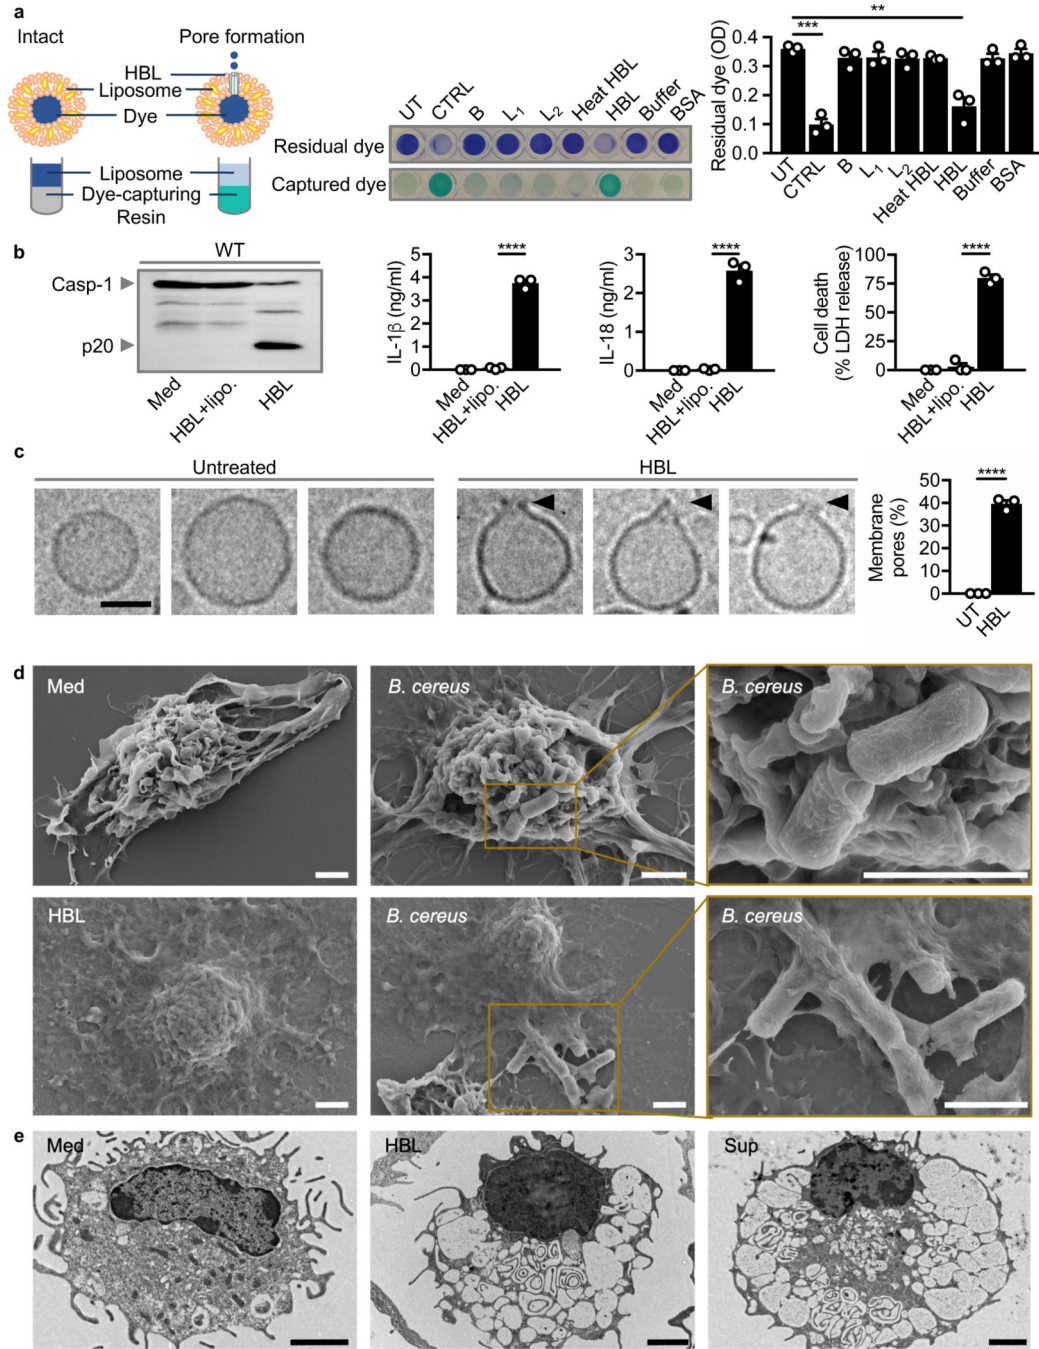 a
Intact
Pore formation
HBL
Liposome
Dye
Liposome
Dye-capturing
Resin
UT
CTRL
B
L1
L2
Heat HBL
HBL
Buffer
BSA
Residual dye
Captured dye
Residual dye (OD)
0.4
0.3
0.2
0.1
0.0
***
**
UT
CTRL
B
L1
L2
Heat HBL
HBL
Buffer
BSA
b
WT
Casp-1
p20
Med
HBL+lipo.
HBL
IL-1β (ng/ml)
5
4
3
2
1
0
****
Med
HBL+lipo.
HBL
IL-18 (ng/ml)
3
2
1
0
****
Med
HBL+lipo.
HBL
Cell death
(% LDH release)
100
75
50
25
0
****
Med
HBL+lipo.
HBL
c
Untreated
HBL
Membrane
pores (%)
50
40
30
20
10
0
****
UT
HBL
d
Med
B. cereus
B. cereus
HBL
B. cereus
B. cereus
e
Med
HBL
Sup